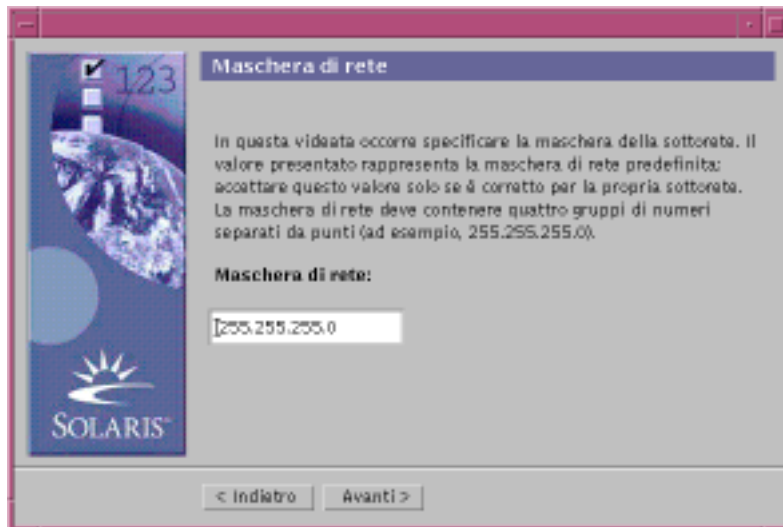 123
Maschera di rete
In questa videata occorre specificare la maschera della sottorete. Il
valore presentato rappresenta la maschera di rete predefinita;
accettare questo valore solo se é corretto per la propria sottorete.
La maschera di rete deve contenere quattro gruppi di numeri
separati da punti (ad esempio, 255.255.255.0).
Maschera di rete:
255.255.255.0
SOLARIS™
< Indietro
Avanti >